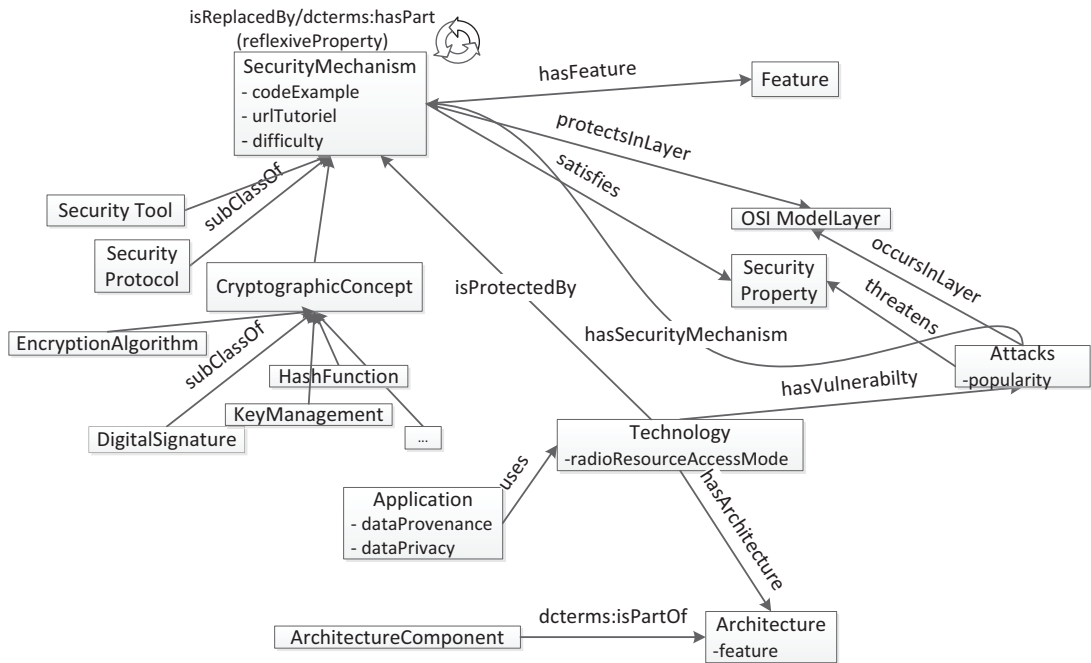 isReplacedBy/dcterms:hasPart
(reflexiveProperty)
SecurityMechanism
- codeExample
- urlTutoriel
- difficulty
hasFeature
Feature
protectsInLayer
satisfies
subClassOf
Security Tool
OSI ModelLayer
Security
Protocol
occursInLayer
Security
Property
CryptographicConcept
isProtectedBy
threatens
hasSecurityMechanism
EncryptionAlgorithm
subClassOf
Attacks
-popularity
HashFunction
hasVulnerabilty
KeyManagement
DigitalSignature
...
Technology
-radioResourceAccessMode
uses
hasArchitecture
Application
- dataProvenance
- dataPrivacy
dcterms:isPartOf
ArchitectureComponent
Architecture
-feature